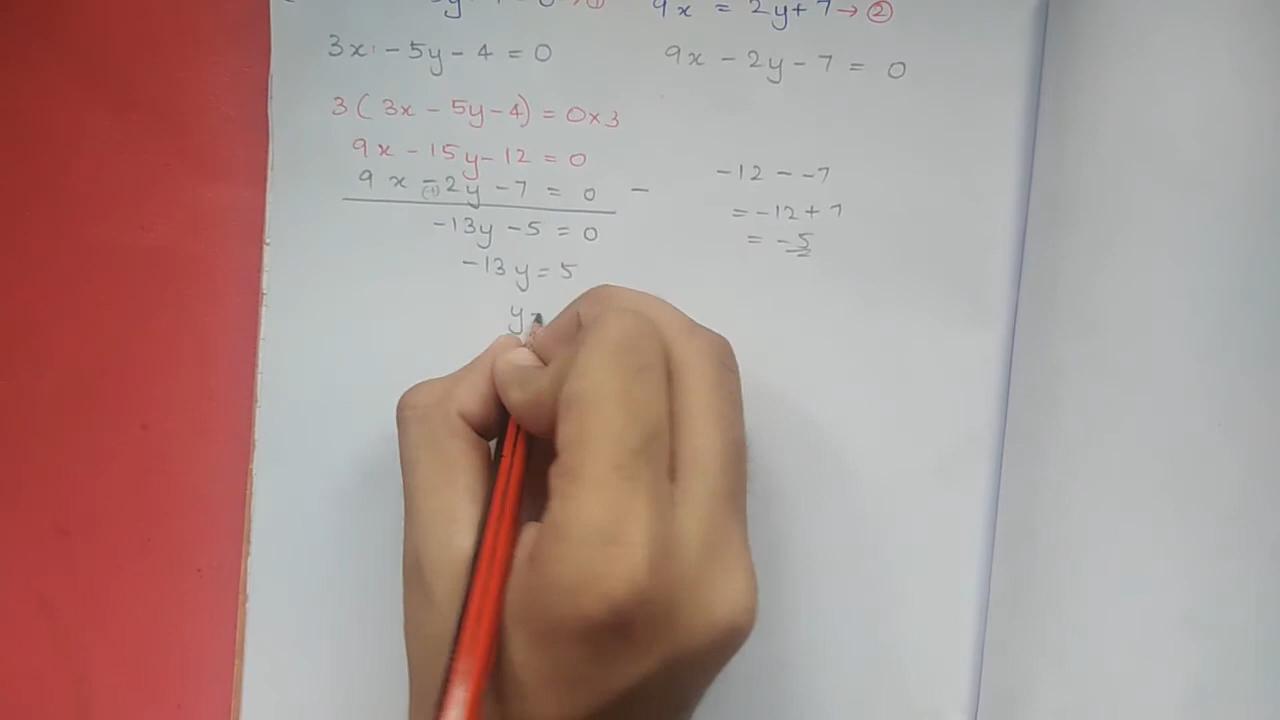 9x = 2y + 7 → ②
3x - 5y - 4 = 0
9x - 2y - 7 = 0
3 ( 3x - 5y - 4) = 0 × 3
9x - 15y - 12 = 0
9x - 2y - 7 = 0 -
(+)
-13y - 5 = 0
-13y = 5
y =
-12 - -7
= -12 + 7
= -5